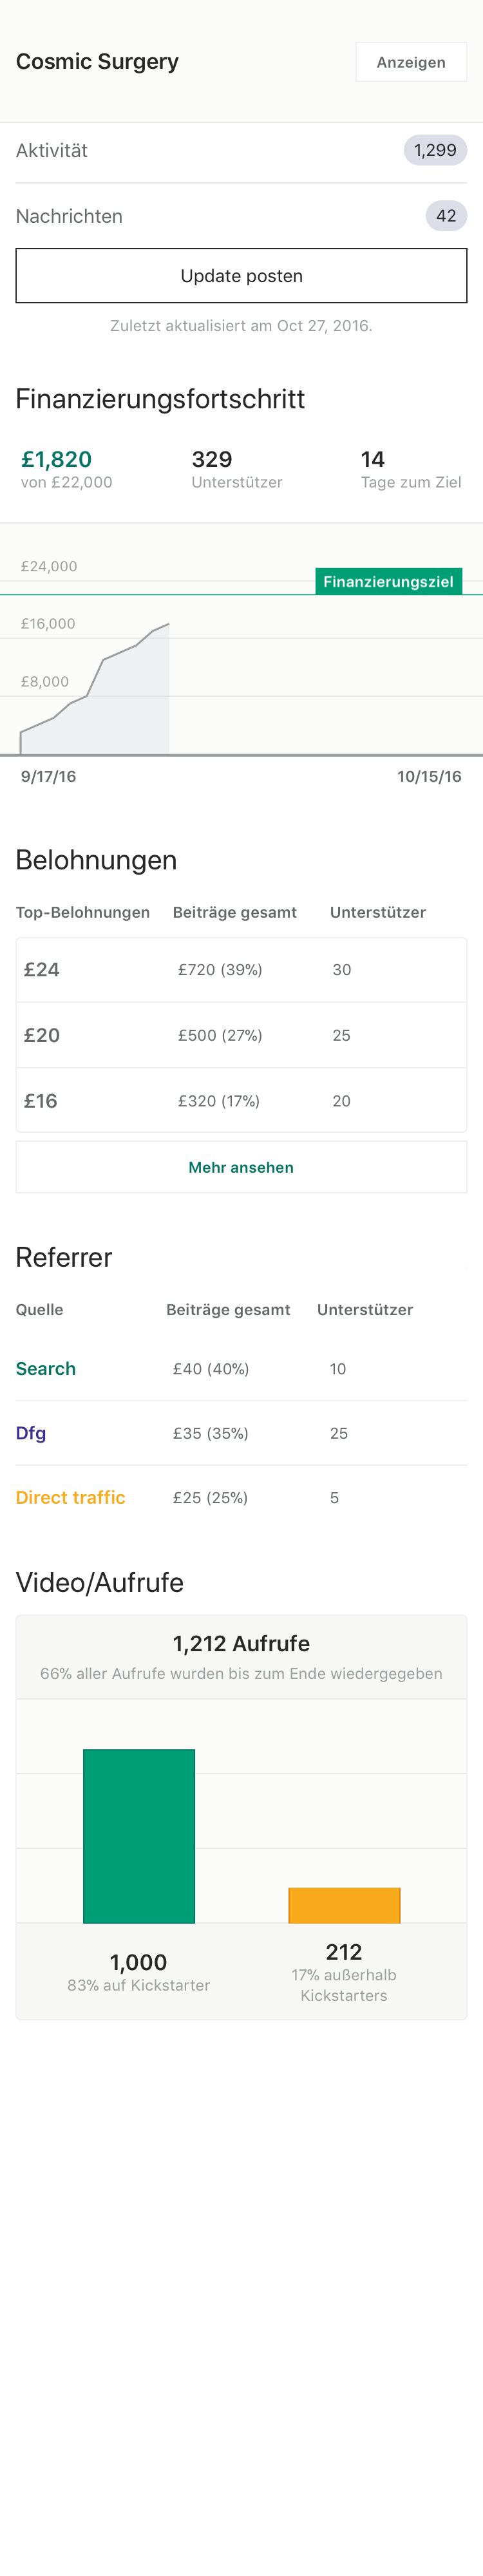 Cosmic Surgery
Anzeigen
Aktivität
1,299
Nachrichten
42
Update posten
Zuletzt aktualisiert am Oct 27, 2016.
Finanzierungsfortschritt
£1,820 329 14
von £22,000 Unterstützer Tage zum Ziel
£24,000
Finanzierungsziel
£16,000
£8,000
9/17/16 10/15/16
Belohnungen
Top-Belohnungen Beiträge gesamt Unterstützer
£24 £720 (39%) 30
£20 £500 (27%) 25
£16 £320 (17%) 20
Mehr ansehen
Referrer
Quelle Beiträge gesamt Unterstützer
Search £40 (40%) 10
Dfg £35 (35%) 25
Direct traffic £25 (25%) 5
Video/Aufrufe
1,212 Aufrufe
66% aller Aufrufe wurden bis zum Ende wiedergegeben
1,000
83% auf Kickstarter
212
17% außerhalb
Kickstarters